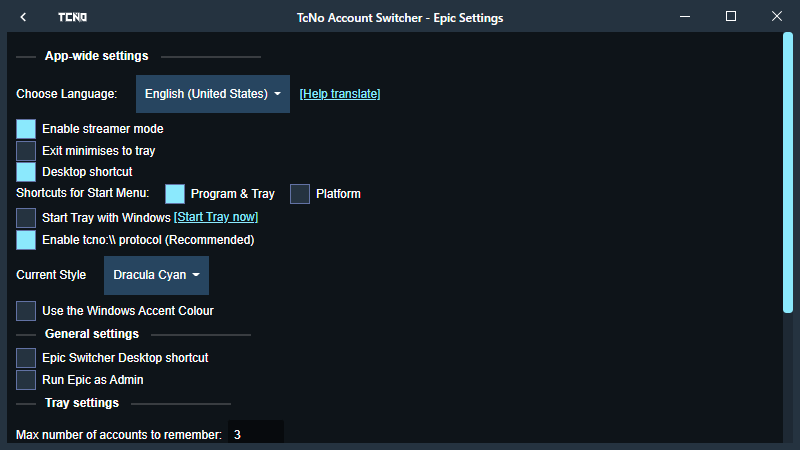 TCNO TcNo Account Switcher - Epic Settings
App-wide settings
Choose Language: English (United States) [Help translate]
Enable streamer mode
Exit minimises to tray
Desktop shortcut
Shortcuts for Start Menu: Program & Tray Platform
Start Tray with Windows [Start Tray now]
Enable tcno:\\ protocol (Recommended)
Current Style Dracula Cyan
Use the Windows Accent Colour
General settings
Epic Switcher Desktop shortcut
Run Epic as Admin
Tray settings
Max number of accounts to remember: 3